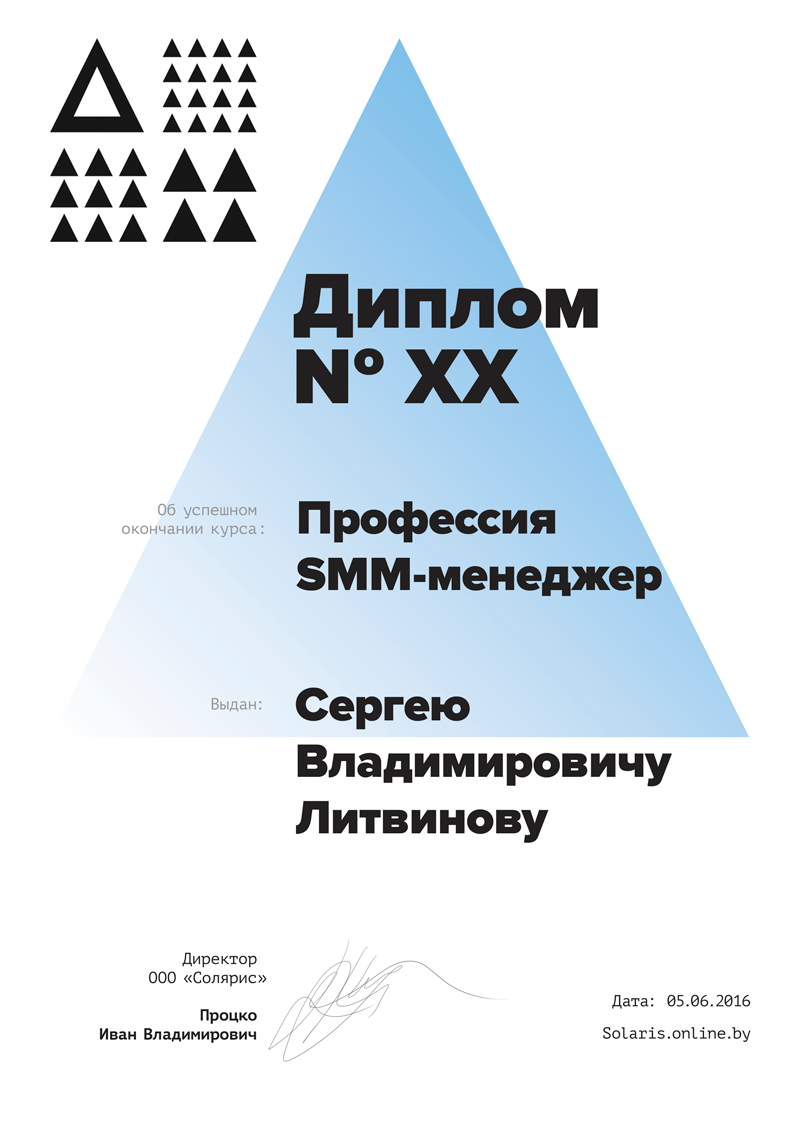 Диплом
Nº XX
Об успешном
окончании курса:
Профессия
SMM-менеджер
Выдан:
Сергею
Владимировичу
Литвинову
Директор
ООО «Солярис»
Процко
Иван Владимирович
Дата: 05.06.2016
Solaris.online.by